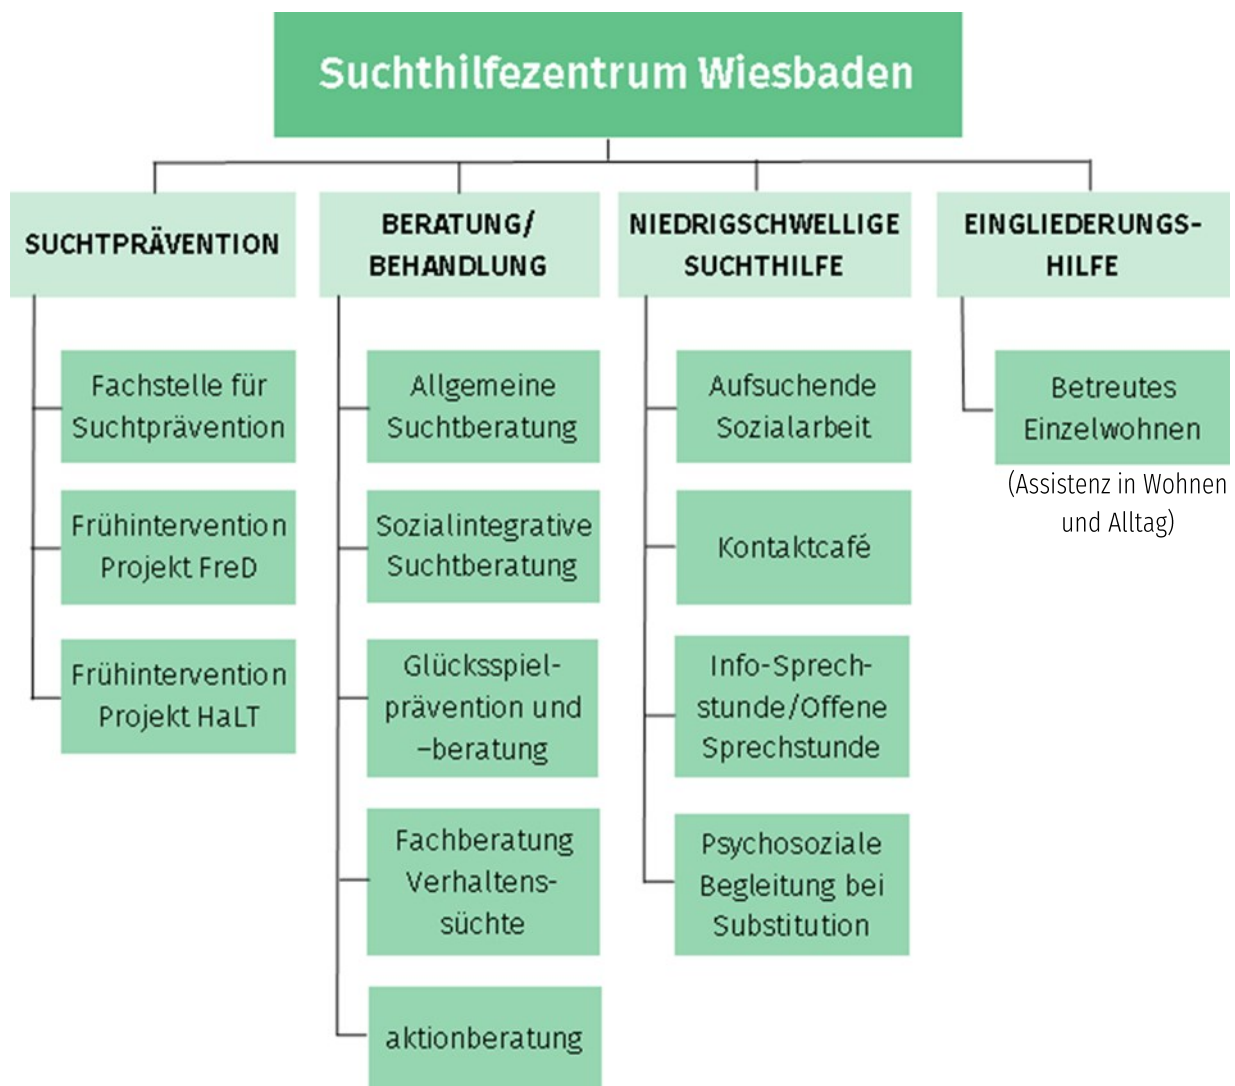 Suchthilfezentrum Wiesbaden
SUCHTPRÄVENTION
Fachstelle für
Suchtprävention
Frühintervention
Projekt FreD
Frühintervention
Projekt HaLT
BERATUNG/
BEHANDLUNG
Allgemeine
Suchtberatung
Sozialintegrative
Suchtberatung
Glücksspiel-
prävention und
-beratung
Fachberatung
Verhaltens-
süchte
aktionberatung
NIEDRIGSCHWELLIGE
SUCHTHILFE
Aufsuchende
Sozialarbeit
Kontaktcafé
Info-Sprech-
stunde/Offene
Sprechstunde
Psychosoziale
Begleitung bei
Substitution
EINGLIEDERUNGS-
HILFE
Betreutes
Einzelwohnen
(Assistenz in Wohnen
und Alltag)